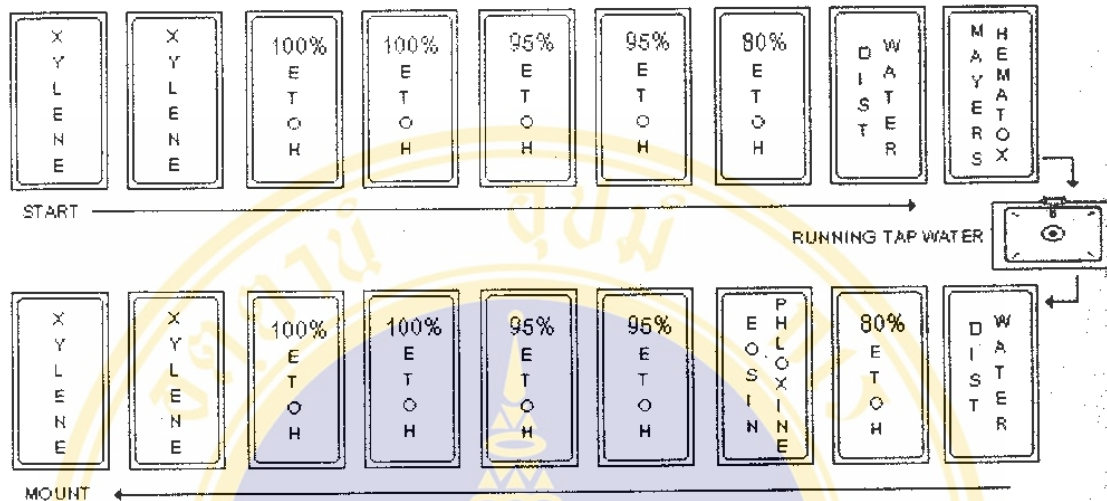 XYLENE
XYLENE
100% ETOH
100% ETOH
95% ETOH
95% ETOH
80% ETOH
DIST WATER
MAYERS HEMATOX
START
RUNNING TAP WATER
XYLENE
XYLENE
100% ETOH
100% ETOH
95% ETOH
95% ETOH
EOSIN PHLOXINE
80% ETOH
DIST WATER
MOUNT